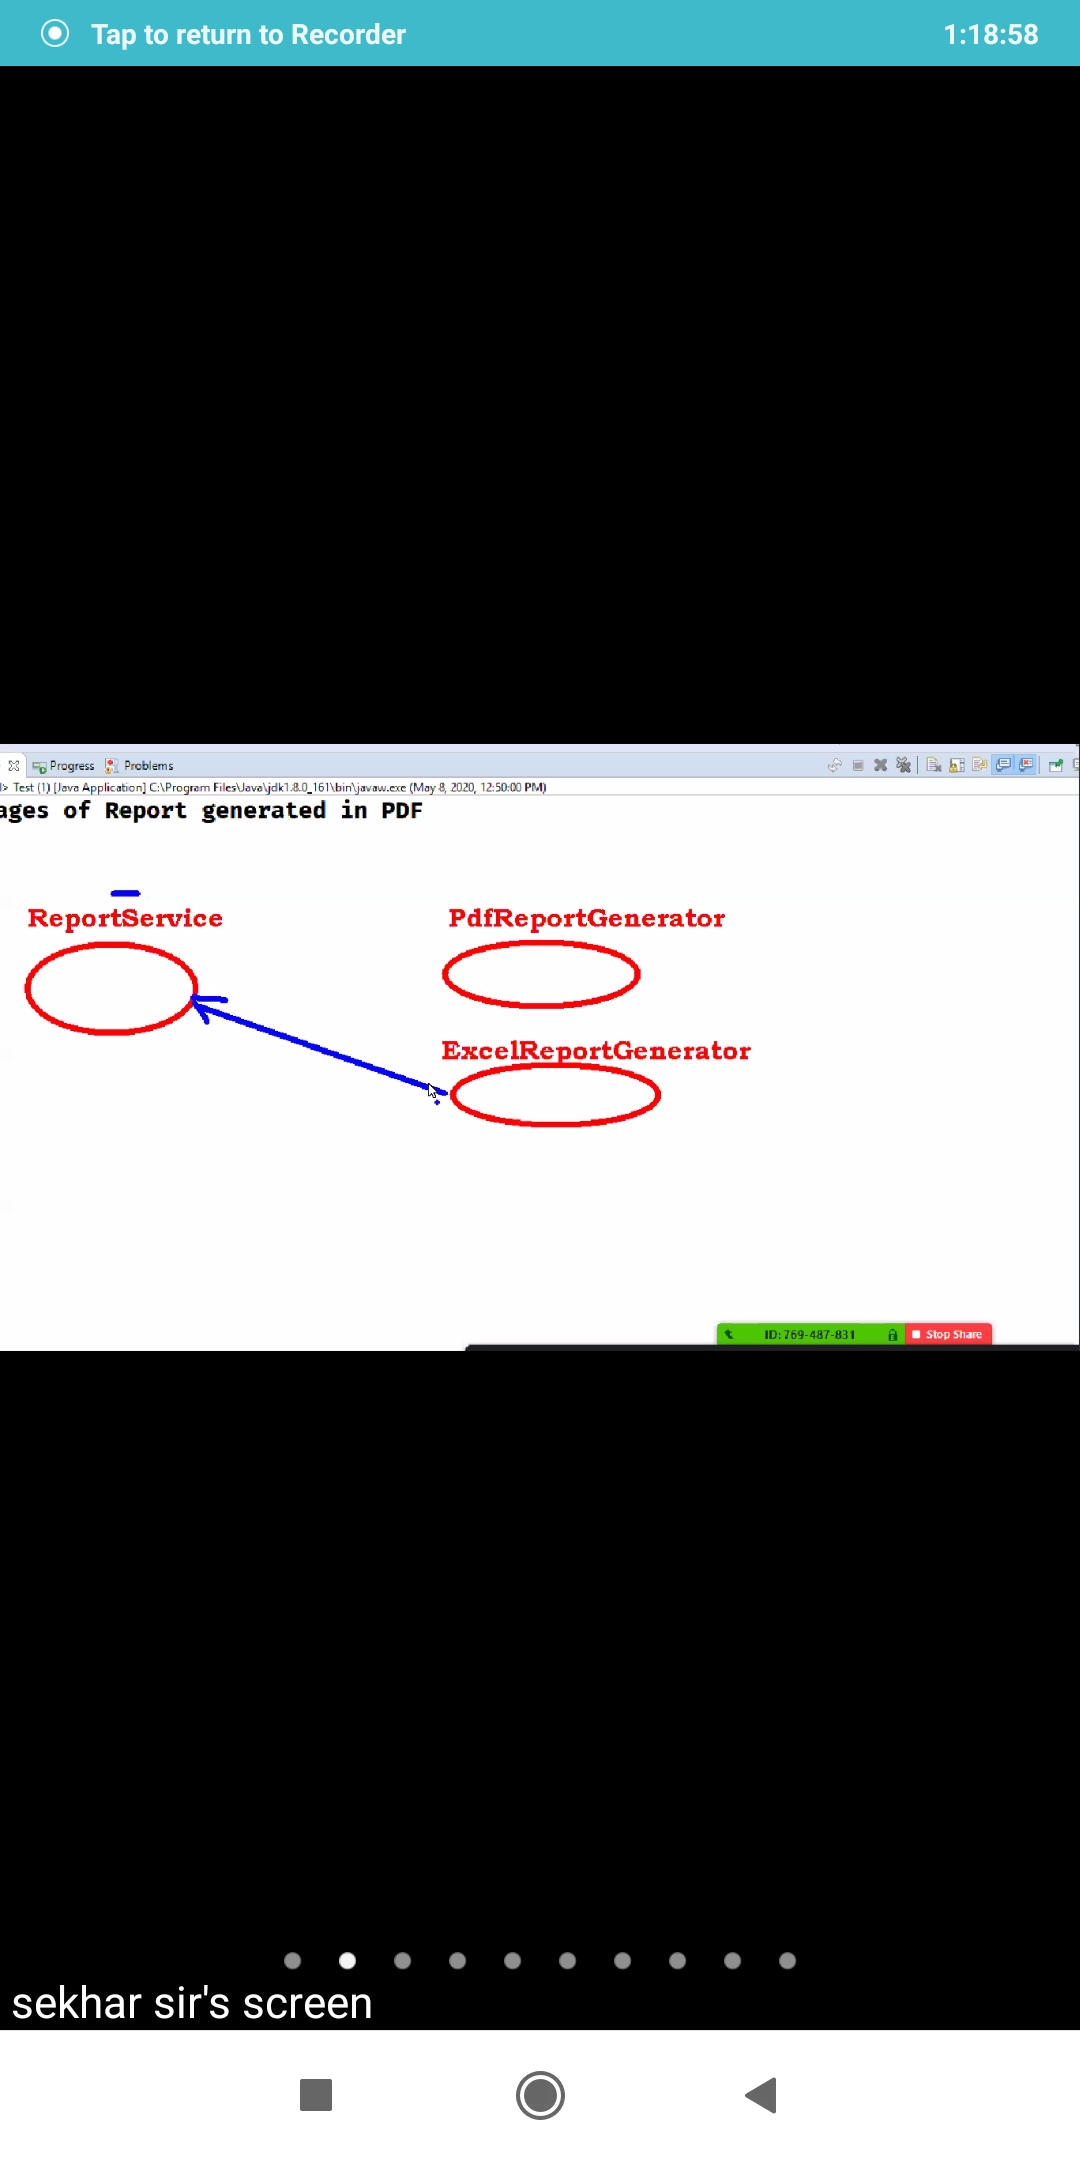 Tap to return to Recorder 1:18:58
Progress Problems
Test (1) [Java Application] C:\Program Files\Java\jdk1.8.0_161\bin\javaw.exe (May 8, 2020, 12:50:00 PM)
ages of Report generated in PDF
ReportService PdfReportGenerator
ExcelReportGenerator
ID: 769-487-831 Stop Share
sekhar sir's screen